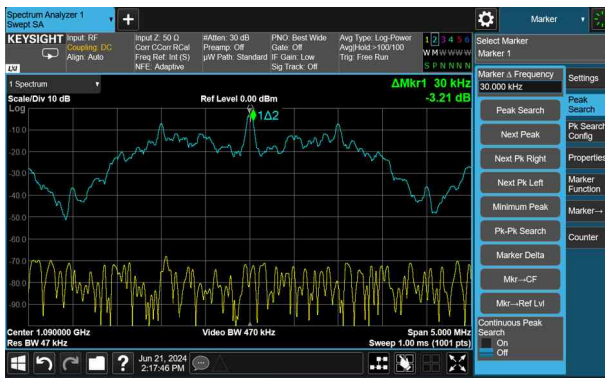 Spectrum Analyzer 1
Swept SA
Marker
KEYSIGHT
Input: RF
Coupling: DC
Align: Auto
Input Z: 50 Ω
Corr CCorr RCal
Freq Ref: Int (S)
NFE: Adaptive
#Atten: 30 dB
Preamp: Off
µW Path: Standard
PNO: Best Wide
Gate: Off
IF Gain: Low
Sig Track: Off
Avg Type: Log-Power
Avg|Hold >100/100
Trig: Free Run
1 2 3 4 5 6
W M W W W W
S P N N N N
LXI
1 Spectrum
Scale/Div 10 dB
Ref Level 0.00 dBm
ΔMkr1 30 kHz
-3.21 dB
Log
1Δ2
-10.0
-20.0
-30.0
-40.0
-50.0
-60.0
-70.0
-80.0
-90.0
Center 1.090000 GHz
Res BW 47 kHz
Video BW 470 kHz
Span 5.000 MHz
Sweep 1.00 ms (1001 pts)
Select Marker
Marker 1
Marker Δ Frequency
30.000 kHz
Peak Search
Next Peak
Next Pk Right
Next Pk Left
Minimum Peak
Pk-Pk Search
Marker Delta
Mkr→CF
Mkr→Ref Lvl
Continuous Peak
Search
On
Off
Settings
Peak
Search
Pk Search
Config
Properties
Marker
Function
Marker→
Counter
?
Jun 21, 2024
2:17:46 PM